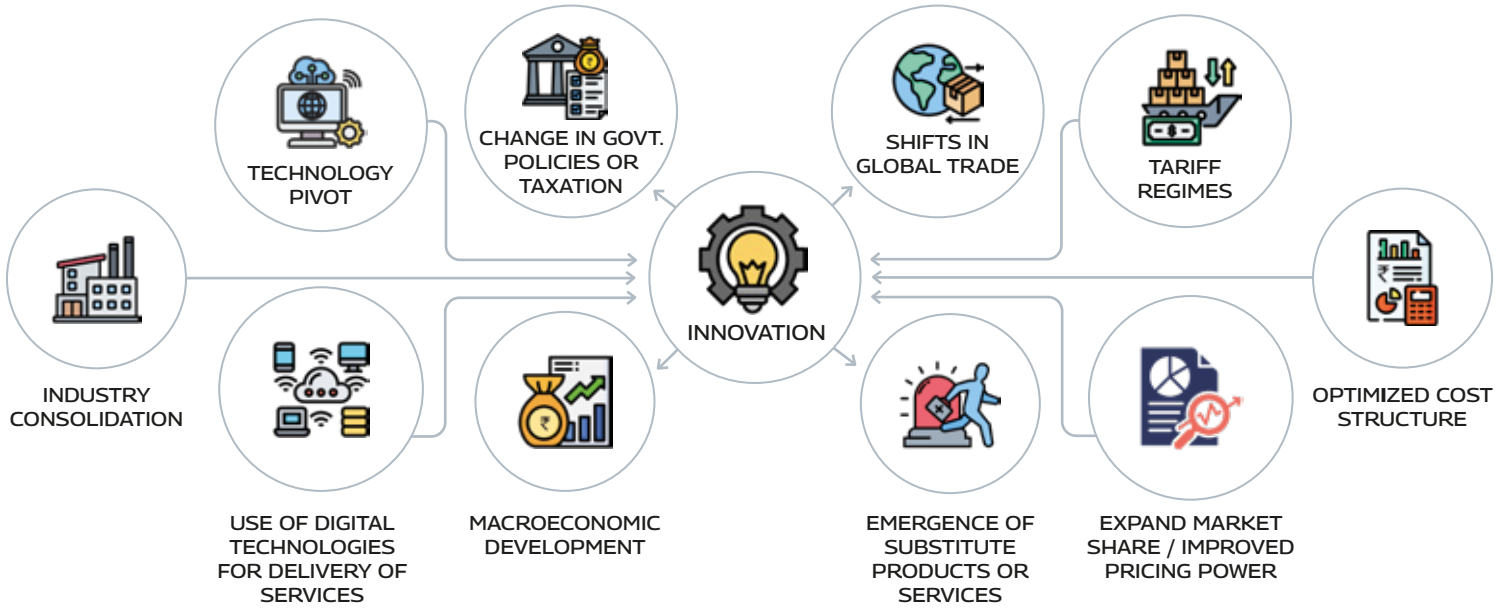 TECHNOLOGY
PIVOT
CHANGE IN GOVT.
POLICIES OR
TAXATION
SHIFTS IN
GLOBAL TRADE
TARIFF
REGIMES
INNOVATION
INDUSTRY
CONSOLIDATION
OPTIMIZED COST
STRUCTURE
USE OF DIGITAL
TECHNOLOGIES
FOR DELIVERY OF
SERVICES
MACROECONOMIC
DEVELOPMENT
EMERGENCE OF
SUBSTITUTE
PRODUCTS OR
SERVICES
EXPAND MARKET
SHARE / IMPROVED
PRICING POWER